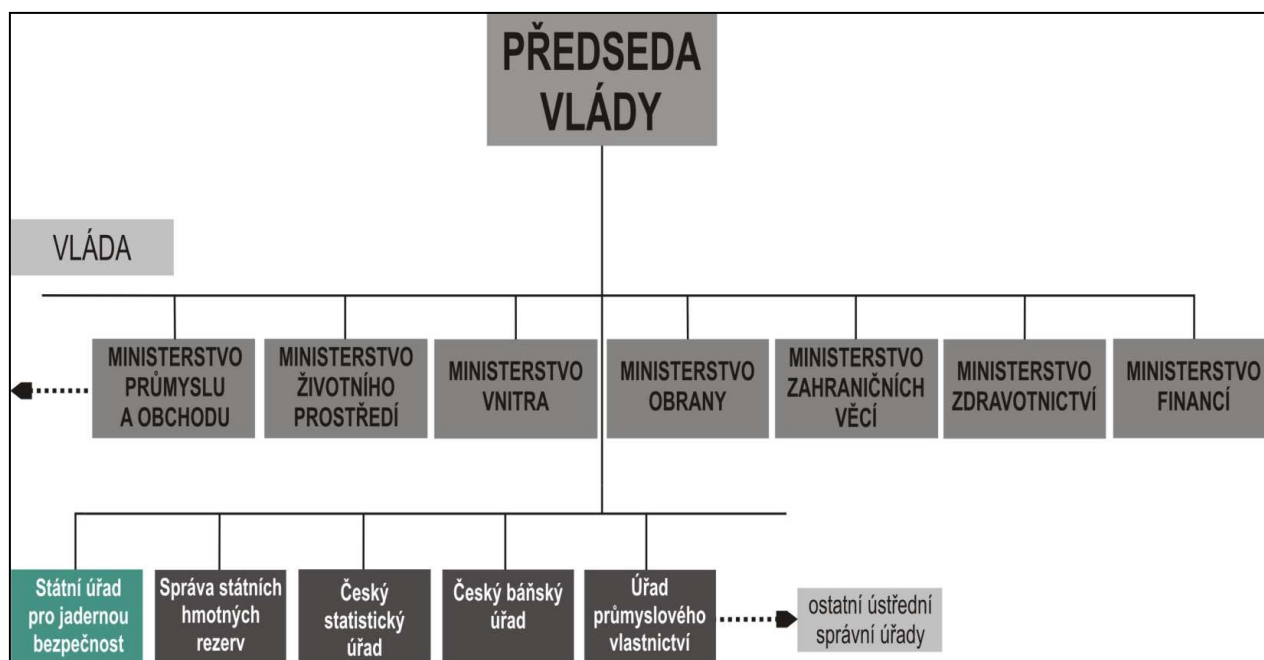 PŘEDSEDA
VLÁDY
VLÁDA
MINISTERSTVO
PRŮMYSLU
A OBCHODU
MINISTERSTVO
ŽIVOTNÍHO
PROSTŘEDÍ
MINISTERSTVO
VNITRA
MINISTERSTVO
OBRANY
MINISTERSTVO
ZAHRANIČNÍCH
VĚCÍ
MINISTERSTVO
ZDRAVOTNICTVÍ
MINISTERSTVO
FINANCÍ
Státní úřad
pro jadernou
bezpečnost
Správa státních
hmotných
rezerv
Český
statistický
úřad
Český báňský
úřad
Úřad
průmyslového
vlastnictví
ostatní ústřední
správní úřady